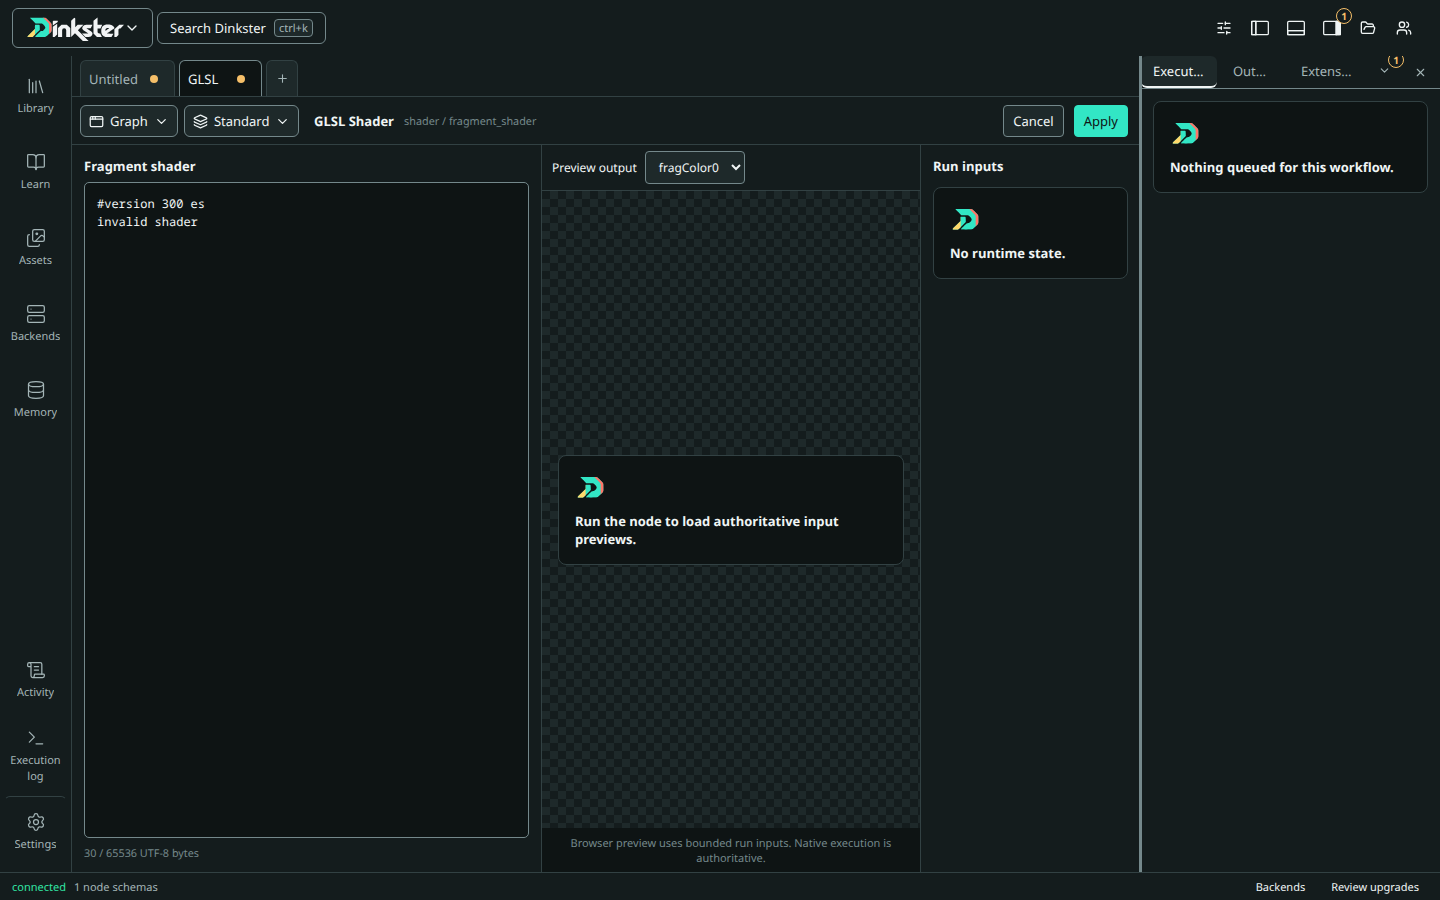 Dinkster
Search Dinkster ctrl+k
1
Library
Learn
Assets
Backends
Memory
Activity
Execution
log
Settings
Untitled
GLSL
Graph
Standard
GLSL Shader shader / fragment_shader
Cancel
Apply
Fragment shader
#version 300 es
invalid shader
30 / 65536 UTF-8 bytes
Preview output fragColor0
Run the node to load authoritative input
previews.
Browser preview uses bounded run inputs. Native execution is
authoritative.
Run inputs
No runtime state.
Execut... Out... Extens... 1
Nothing queued for this workflow.
connected 1 node schemas
Backends Review upgrades